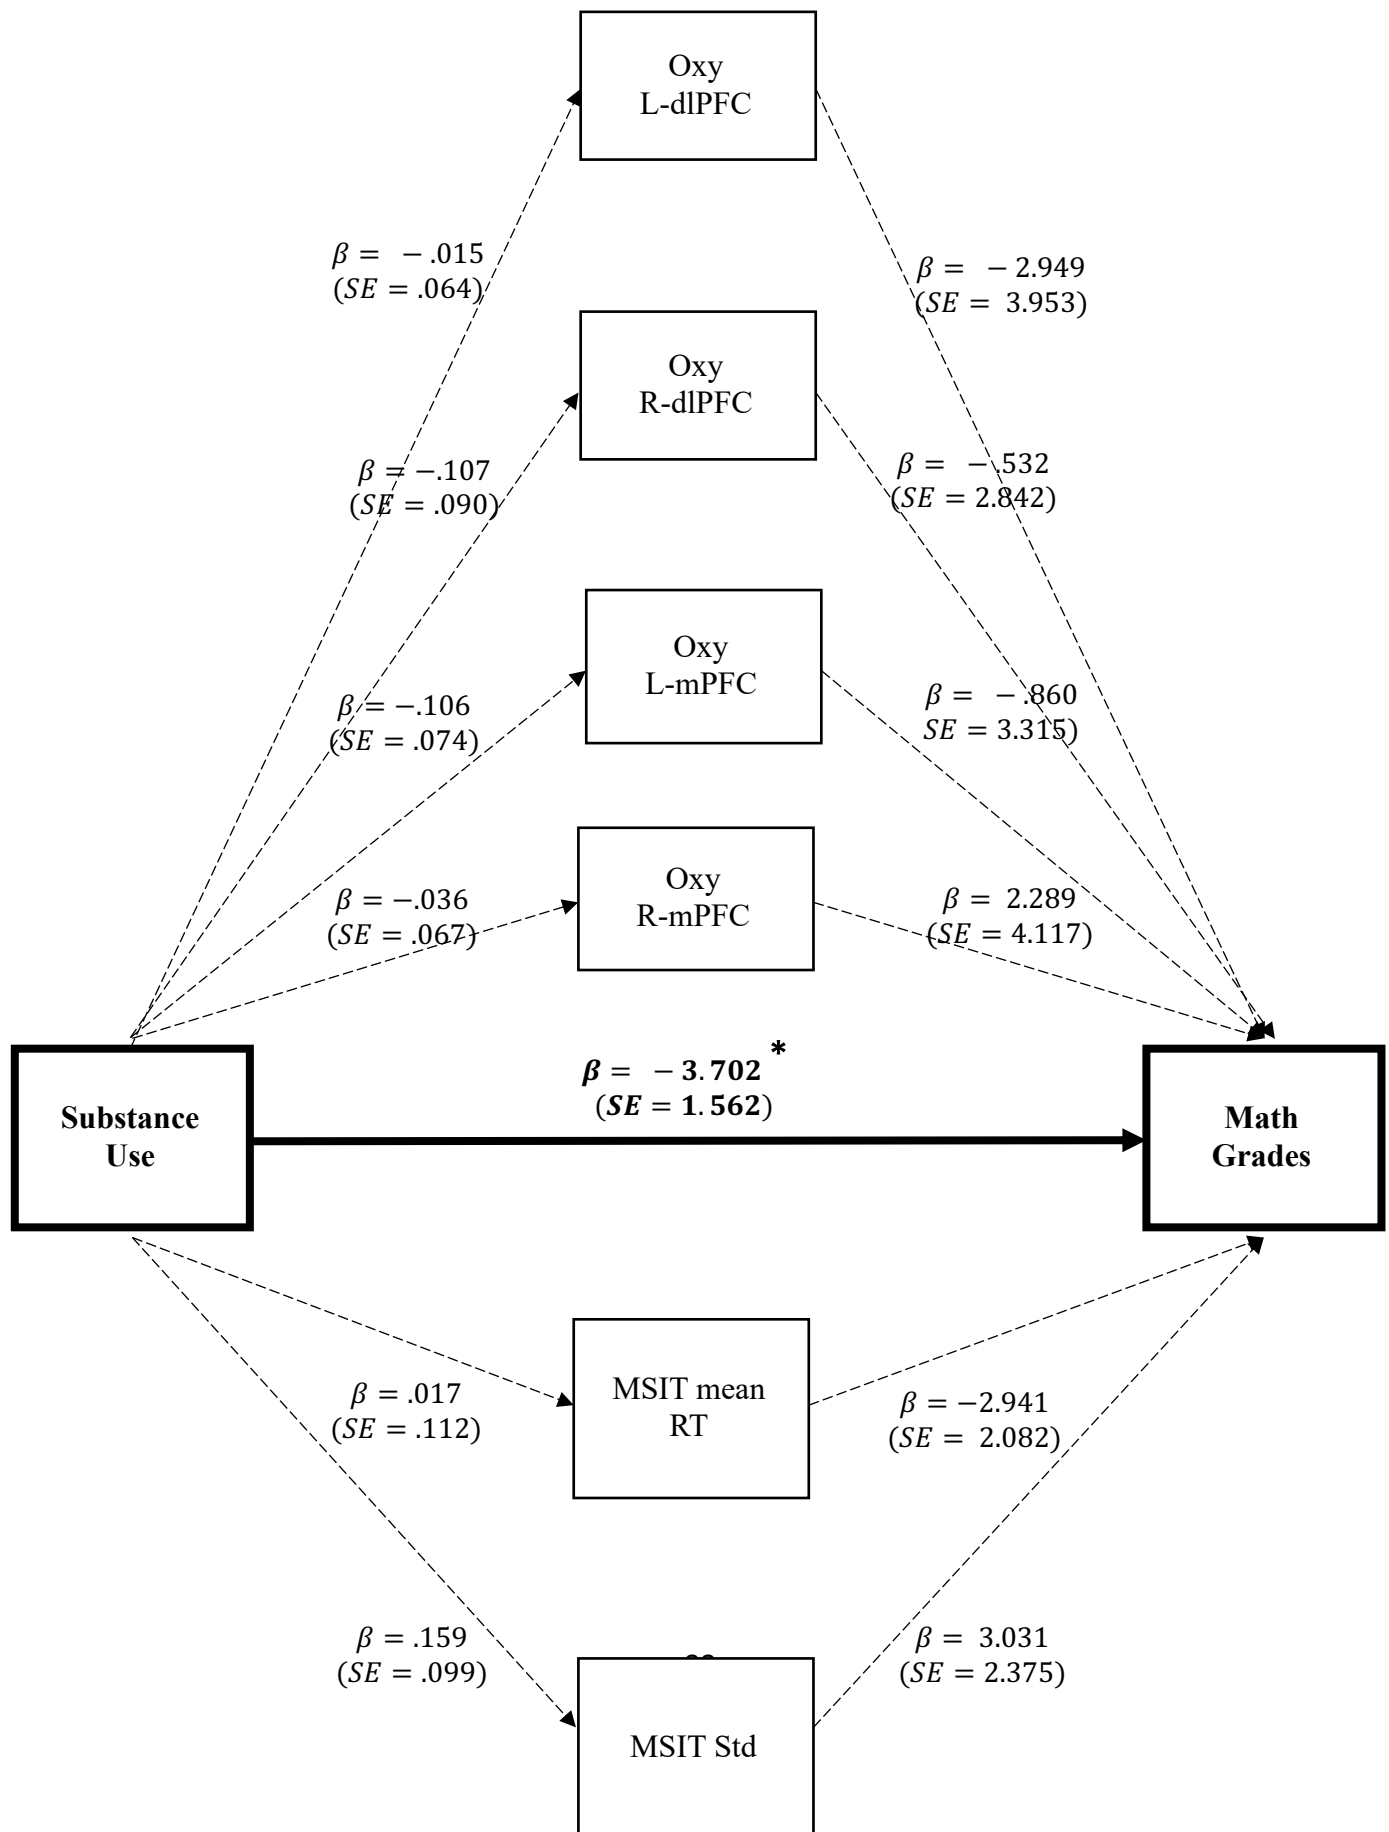 Oxy
L-dlPFC
β = −.015
(SE = .064)
β = −2.949
(SE = 3.953)
Oxy
R-dlPFC
β = −.107
(SE = .090)
β = −.532
(SE = 2.842)
Oxy
L-mPFC
β = −.106
(SE = .074)
β = −.860
SE = 3.315)
Oxy
R-mPFC
β = −.036
(SE = .067)
β = 2.289
(SE = 4.117)
β = −3.702 *
(SE = 1.562)
Substance
Use
Math
Grades
MSIT mean
RT
β = .017
(SE = .112)
β = −2.941
(SE = 2.082)
β = .159
(SE = .099)
β = 3.031
(SE = 2.375)
MSIT Std